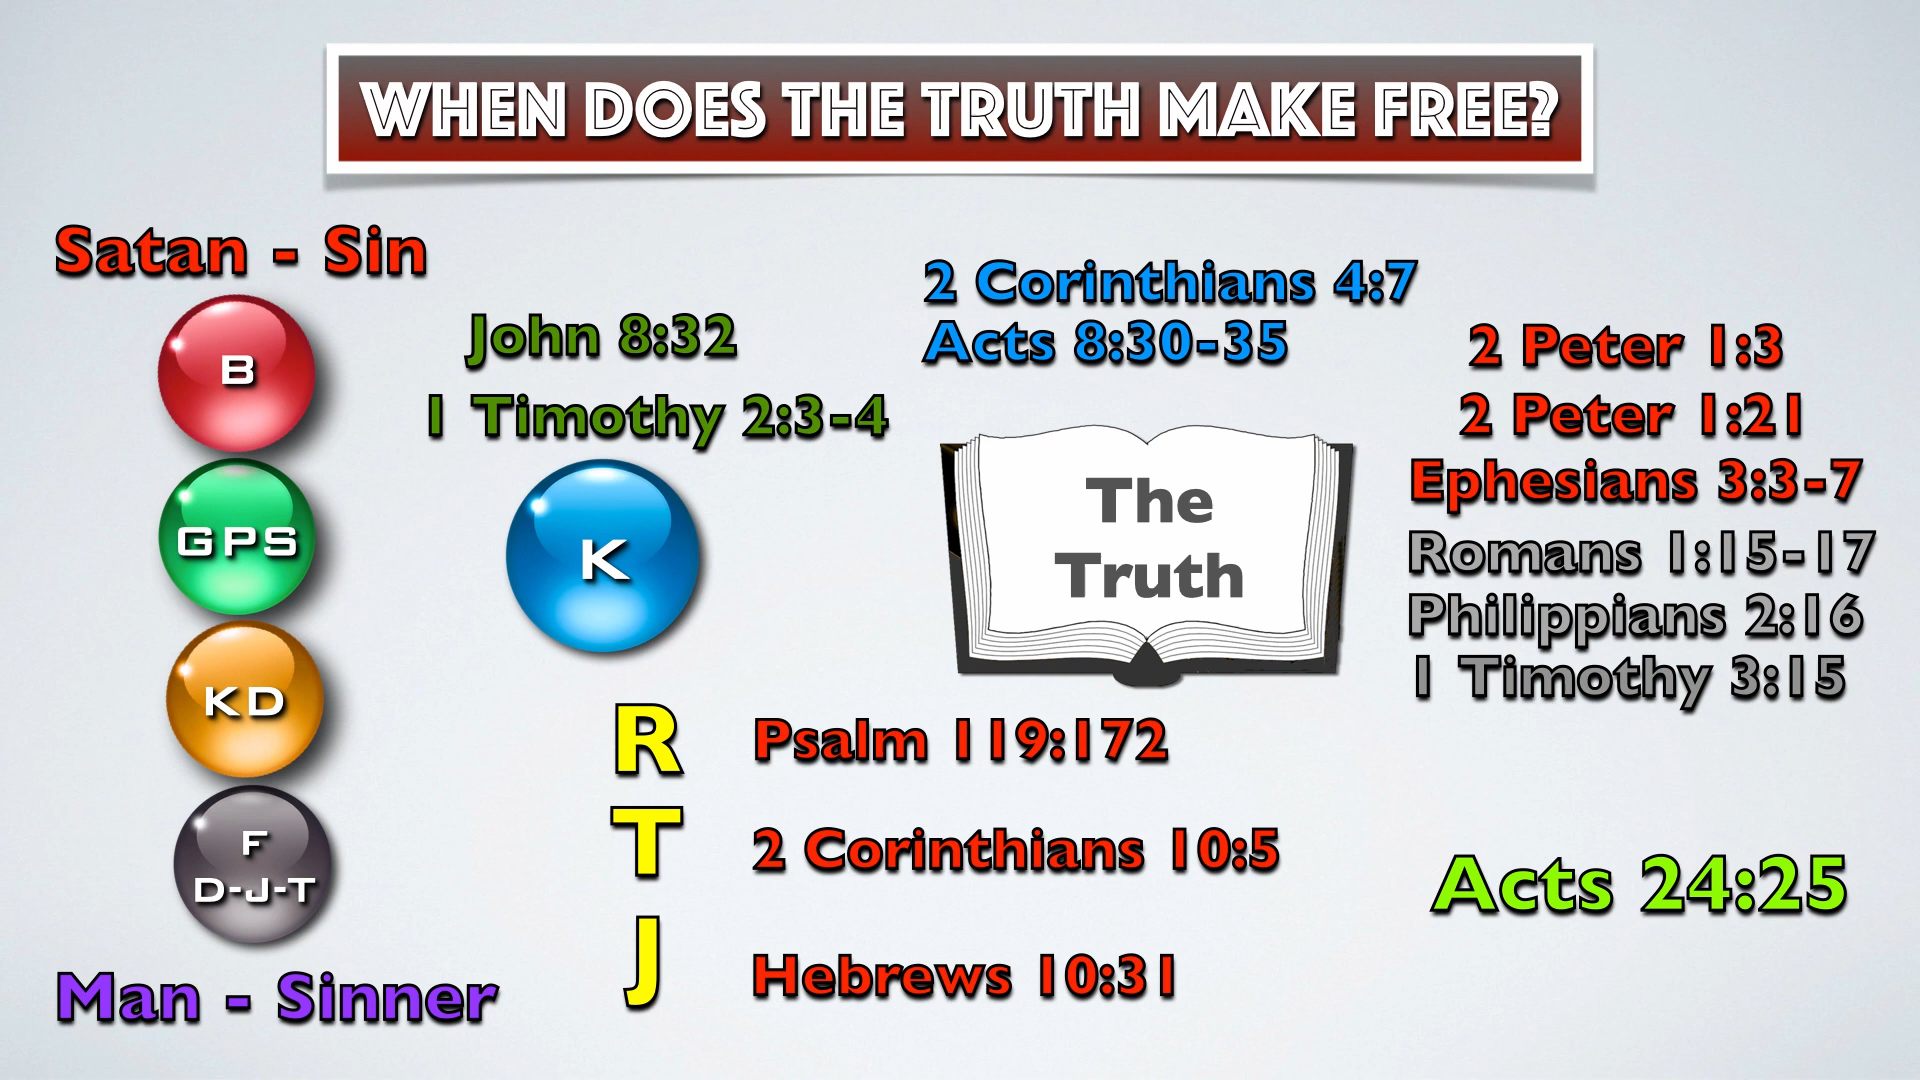 WHEN DOES THE TRUTH MAKE FREE?
Satan - Sin
B
GPS
KD
F
D-J-T
Man - Sinner
John 8:32
1 Timothy 2:3-4
K
R
T
J
Psalm 119:172
2 Corinthians 10:5
Hebrews 10:31
2 Corinthians 4:7
Acts 8:30-35
The
Truth
2 Peter 1:3
2 Peter 1:21
Ephesians 3:3-7
Romans 1:15-17
Philippians 2:16
1 Timothy 3:15
Acts 24:25